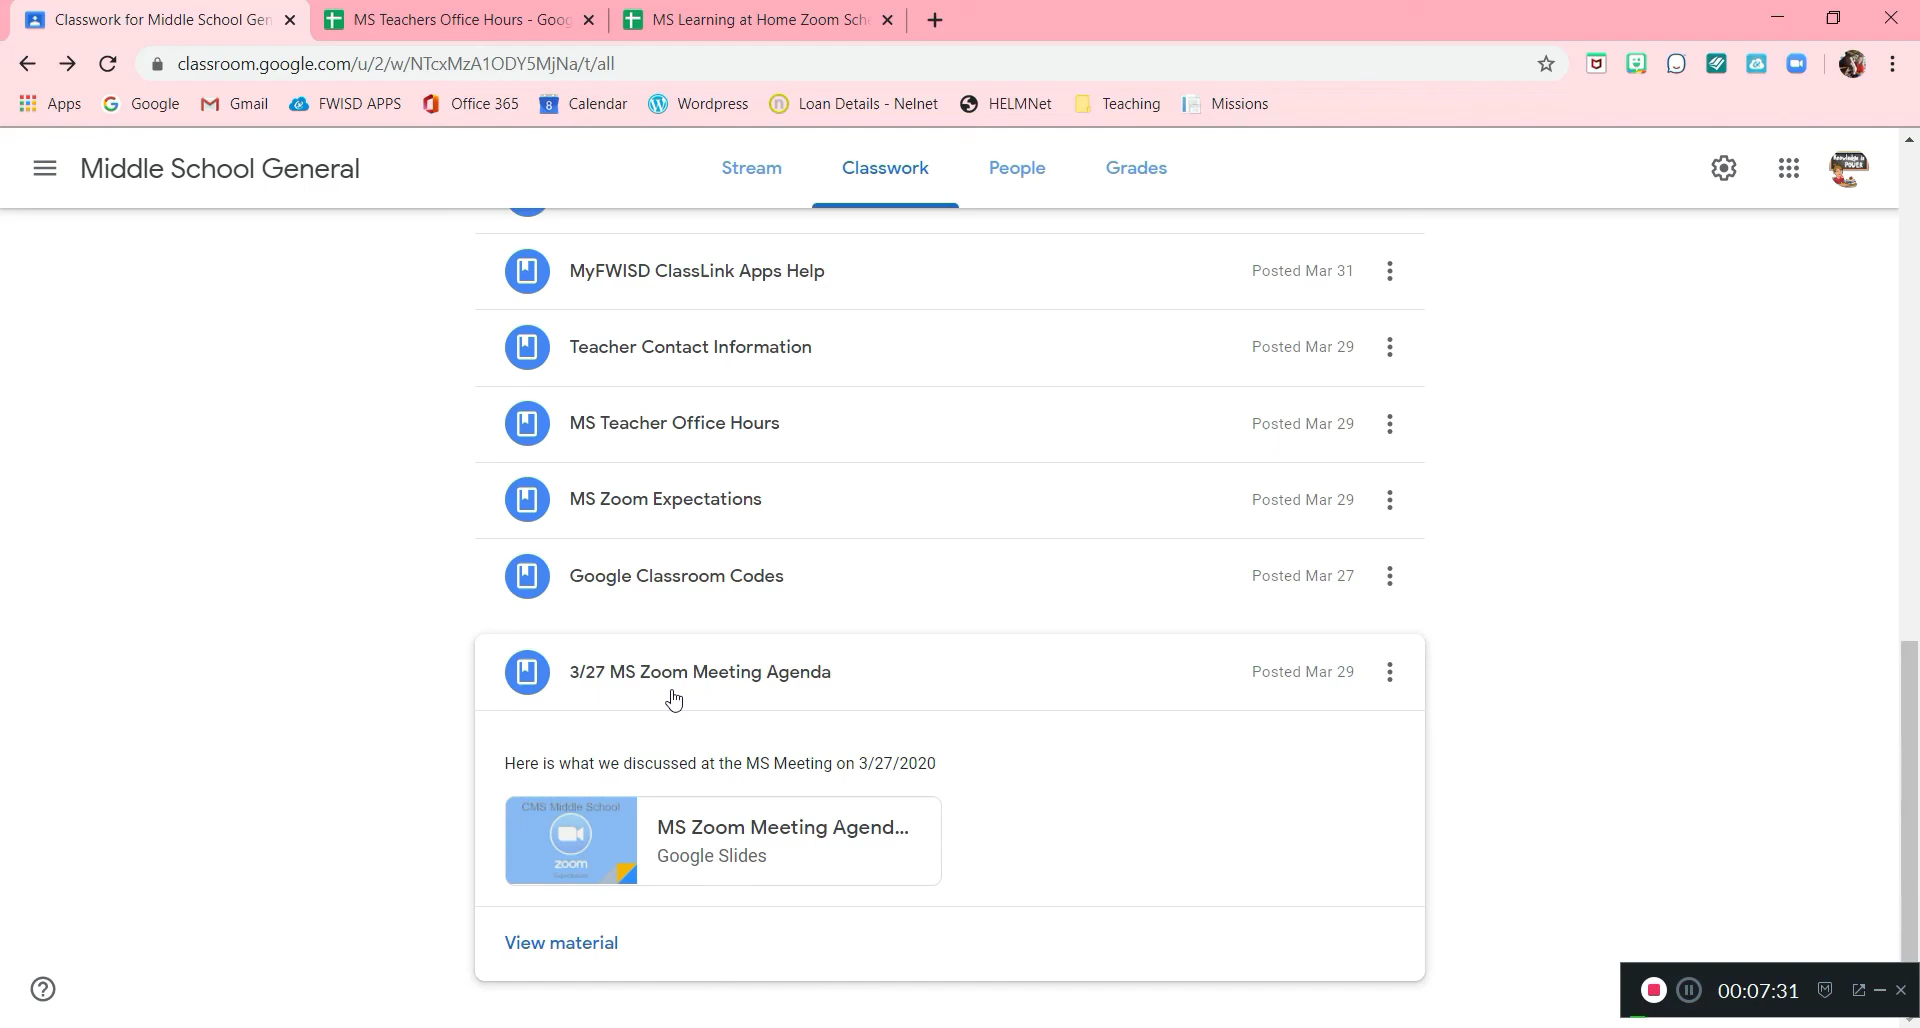 Classwork for Middle School Gen
MS Teachers Office Hours - Goog
MS Learning at Home Zoom Sch
classroom.google.com/u/2/w/NTcxMzA1ODY5MjNa/t/all
Apps
Google
Gmail
FWISD APPS
Office 365
8
Calendar
Wordpress
Loan Details - Nelnet
HELMNet
Teaching
Missions
Middle School General
Stream
Classwork
People
Grades
Knowledge is POWER
MyFWISD ClassLink Apps Help
Posted Mar 31
Teacher Contact Information
Posted Mar 29
MS Teacher Office Hours
Posted Mar 29
MS Zoom Expectations
Posted Mar 29
Google Classroom Codes
Posted Mar 27
3/27 MS Zoom Meeting Agenda
Posted Mar 29
Here is what we discussed at the MS Meeting on 3/27/2020
CMS Middle School
zoom
Expectations
MS Zoom Meeting Agend...
Google Slides
View material
00:07:31